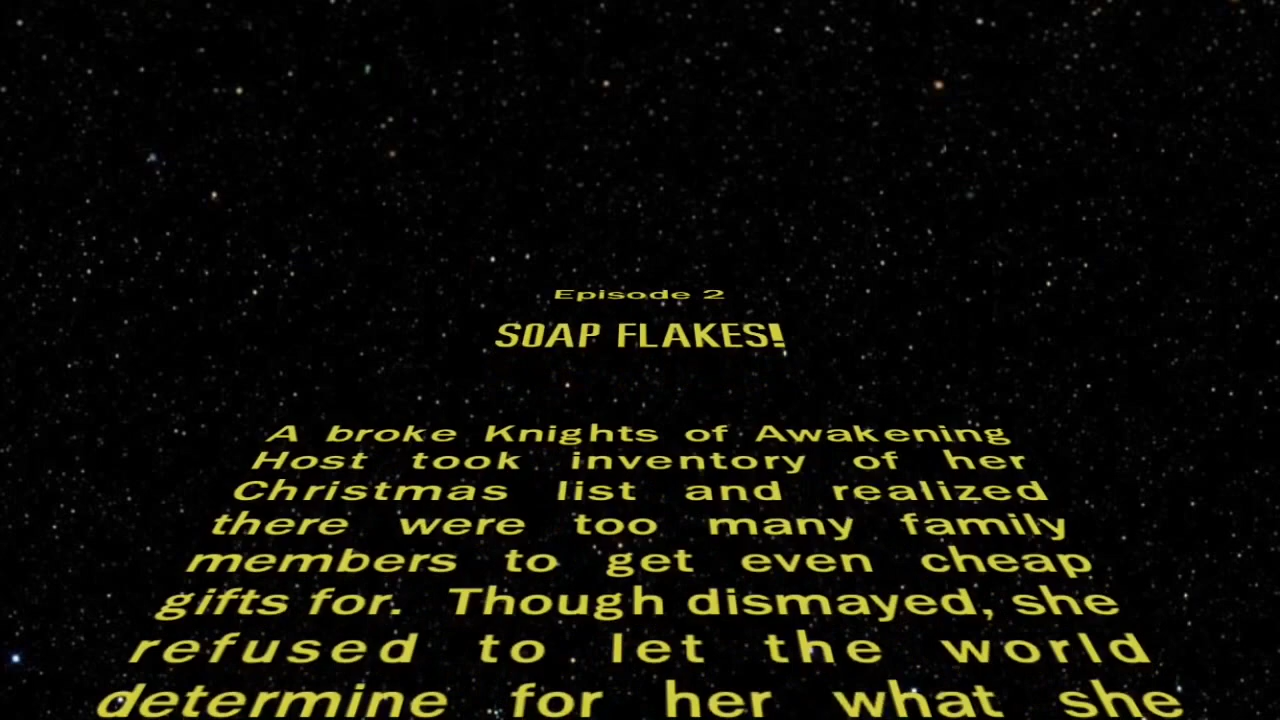 Episode 2
SOAP FLAKES!
A broke Knights of Awakening
Host took inventory of her
Christmas list and realized
there were too many family
members to get even cheap
gifts for. Though dismayed, she
refused to let the world
determine for her what she